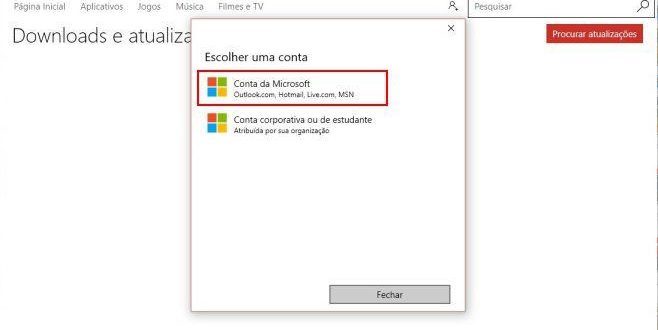 Página Inicial Aplicativos Jogos Música Filmes e TV Pesquisar
Downloads e atualiza
Procurar atualizações
Escolher uma conta
Conta da Microsoft
Outlook.com, Hotmail, Live.com, MSN
Conta corporativa ou de estudante
Atribuída por sua organização
Fechar